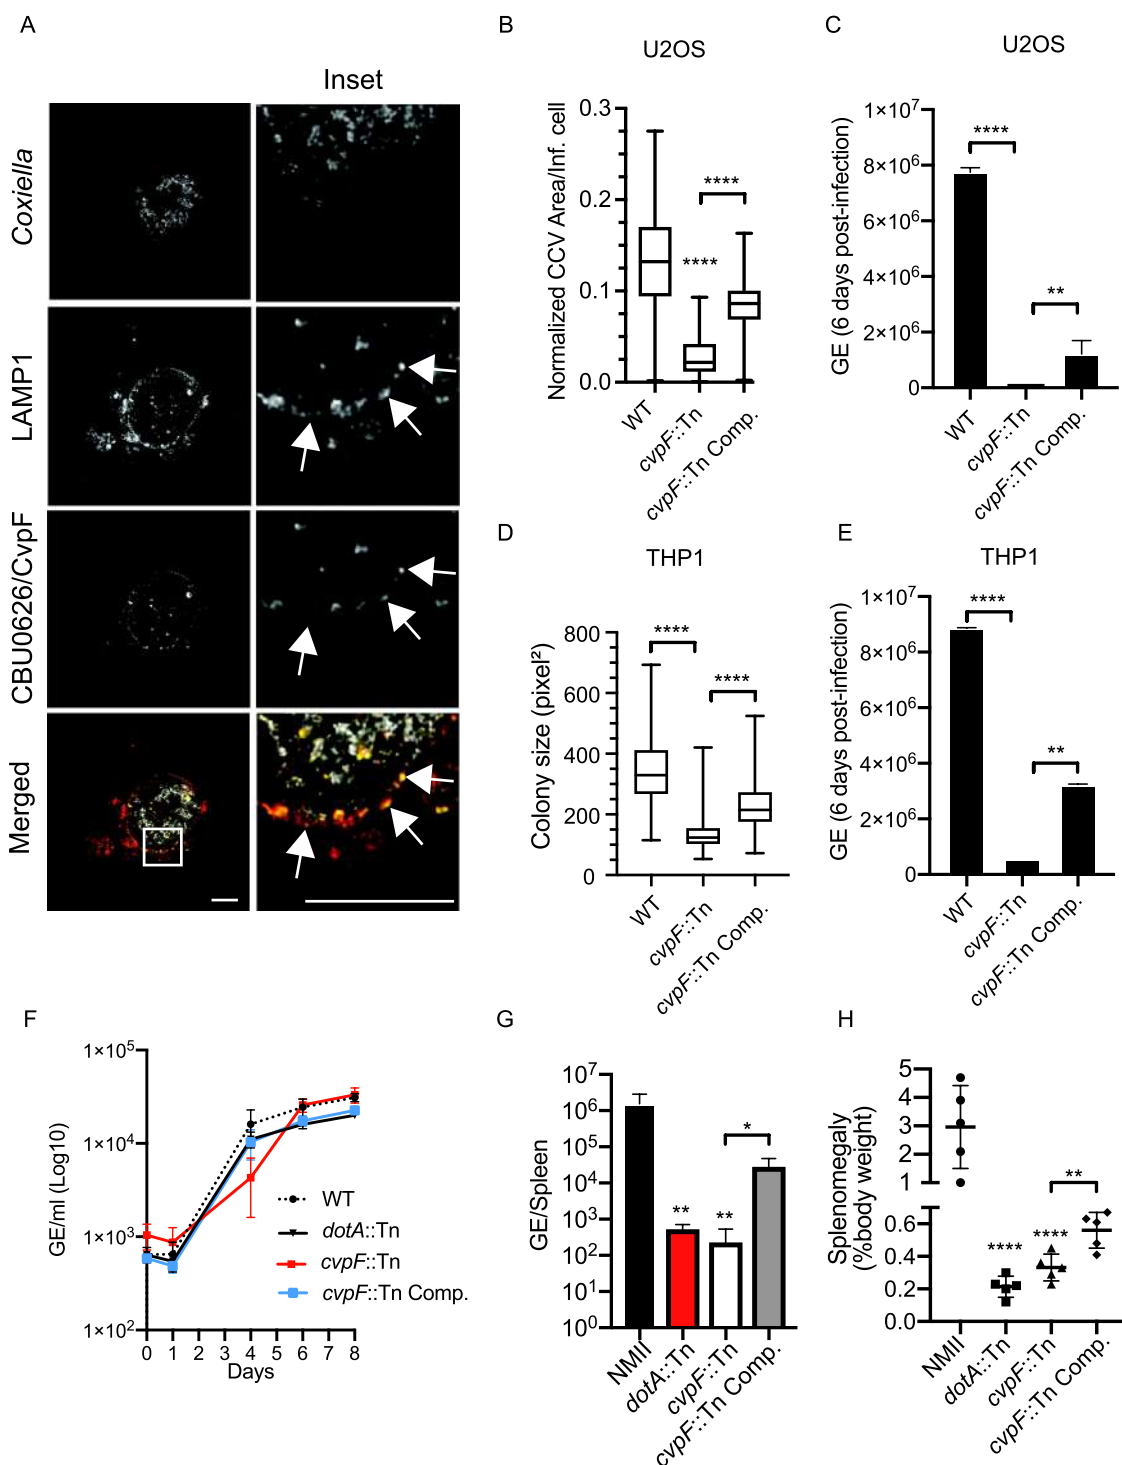 A
Inset
Coxiella
LAMP1
CBU0626/CvpF
Merged
B
U2OS
Normalized CCV Area/Inf. cell
0.3
0.2
0.1
0.0
****
****
WT
cvpF::Tn
cvpF::Tn Comp.
C
U2OS
GE (6 days post-infection)
1×10⁷
8×10⁶
6×10⁶
4×10⁶
2×10⁶
0
****
**
WT
cvpF::Tn
cvpF::Tn Comp.
D
THP1
Colony size (pixel²)
800
600
400
200
0
****
****
WT
cvpF::Tn
cvpF::Tn Comp.
E
THP1
GE (6 days post-infection)
1×10⁷
8×10⁶
6×10⁶
4×10⁶
2×10⁶
0
****
**
WT
cvpF::Tn
cvpF::Tn Comp.
F
GE/ml (Log10)
1×10⁵
1×10⁴
1×10³
1×10²
0 1 2 3 4 5 6 7 8
Days
WT
dotA::Tn
cvpF::Tn
cvpF::Tn Comp.
G
GE/Spleen
10⁷
10⁶
10⁵
10⁴
10³
10²
10¹
10⁰
**
**
*
NMII
dotA::Tn
cvpF::Tn
cvpF::Tn Comp.
H
Splenomegaly
(%body weight)
5
4
3
2
1
0.6
0.4
0.2
0.0
****
****
**
NMII
dotA::Tn
cvpF::Tn
cvpF::Tn Comp.